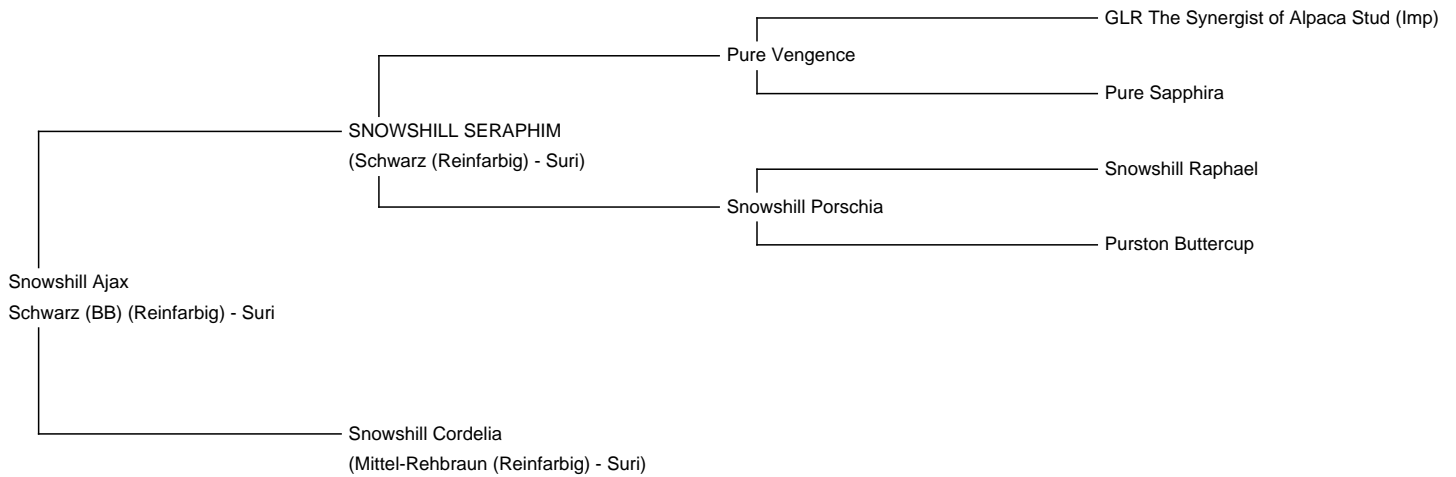 GLR The Synergist of Alpaca Stud (Imp)
Pure Vengence
Pure Sapphira
SNOWSHILL SERAPHIM
(Schwarz (Reinfarbig) - Suri)
Snowshill Raphael
Snowshill Porschia
Purston Buttercup
Snowshill Ajax
Schwarz (BB) (Reinfarbig) - Suri
Snowshill Cordelia
(Mittel-Rehbraun (Reinfarbig) - Suri)